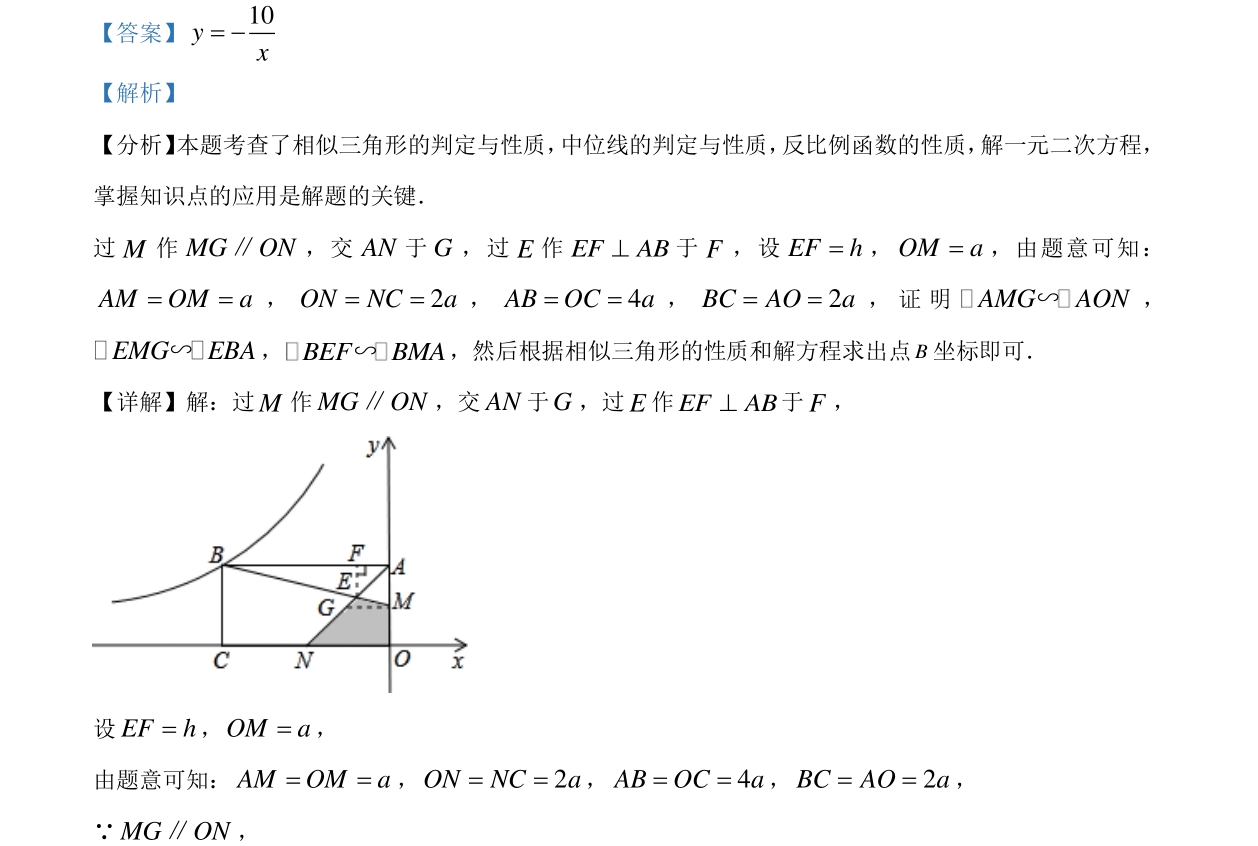 【答案】 y = −10/x
【解析】
【分析】本题考查了相似三角形的判定与性质，中位线的判定与性质，反比例函数的性质，解一元二次方程，
掌握知识点的应用是解题的关键．
过 M 作 MG∥ON ，交 AN 于 G ，过 E 作 EF⊥AB 于 F ，设 EF=h ，OM=a ，由题意可知：
AM=OM=a ，ON=NC=2a ，AB=OC=4a ，BC=AO=2a ，证明 □AMG∽□AON ，
□EMG∽□EBA ，□BEF∽□BMA ，然后根据相似三角形的性质和解方程求出点 B 坐标即可．
【详解】解：过 M 作 MG∥ON ，交 AN 于 G ，过 E 作 EF⊥AB 于 F ，
y
B F A
E
G M
C N O x
设 EF=h ，OM=a ，
由题意可知：AM=OM=a ，ON=NC=2a ，AB=OC=4a ，BC=AO=2a ，
∵ MG∥ON ，